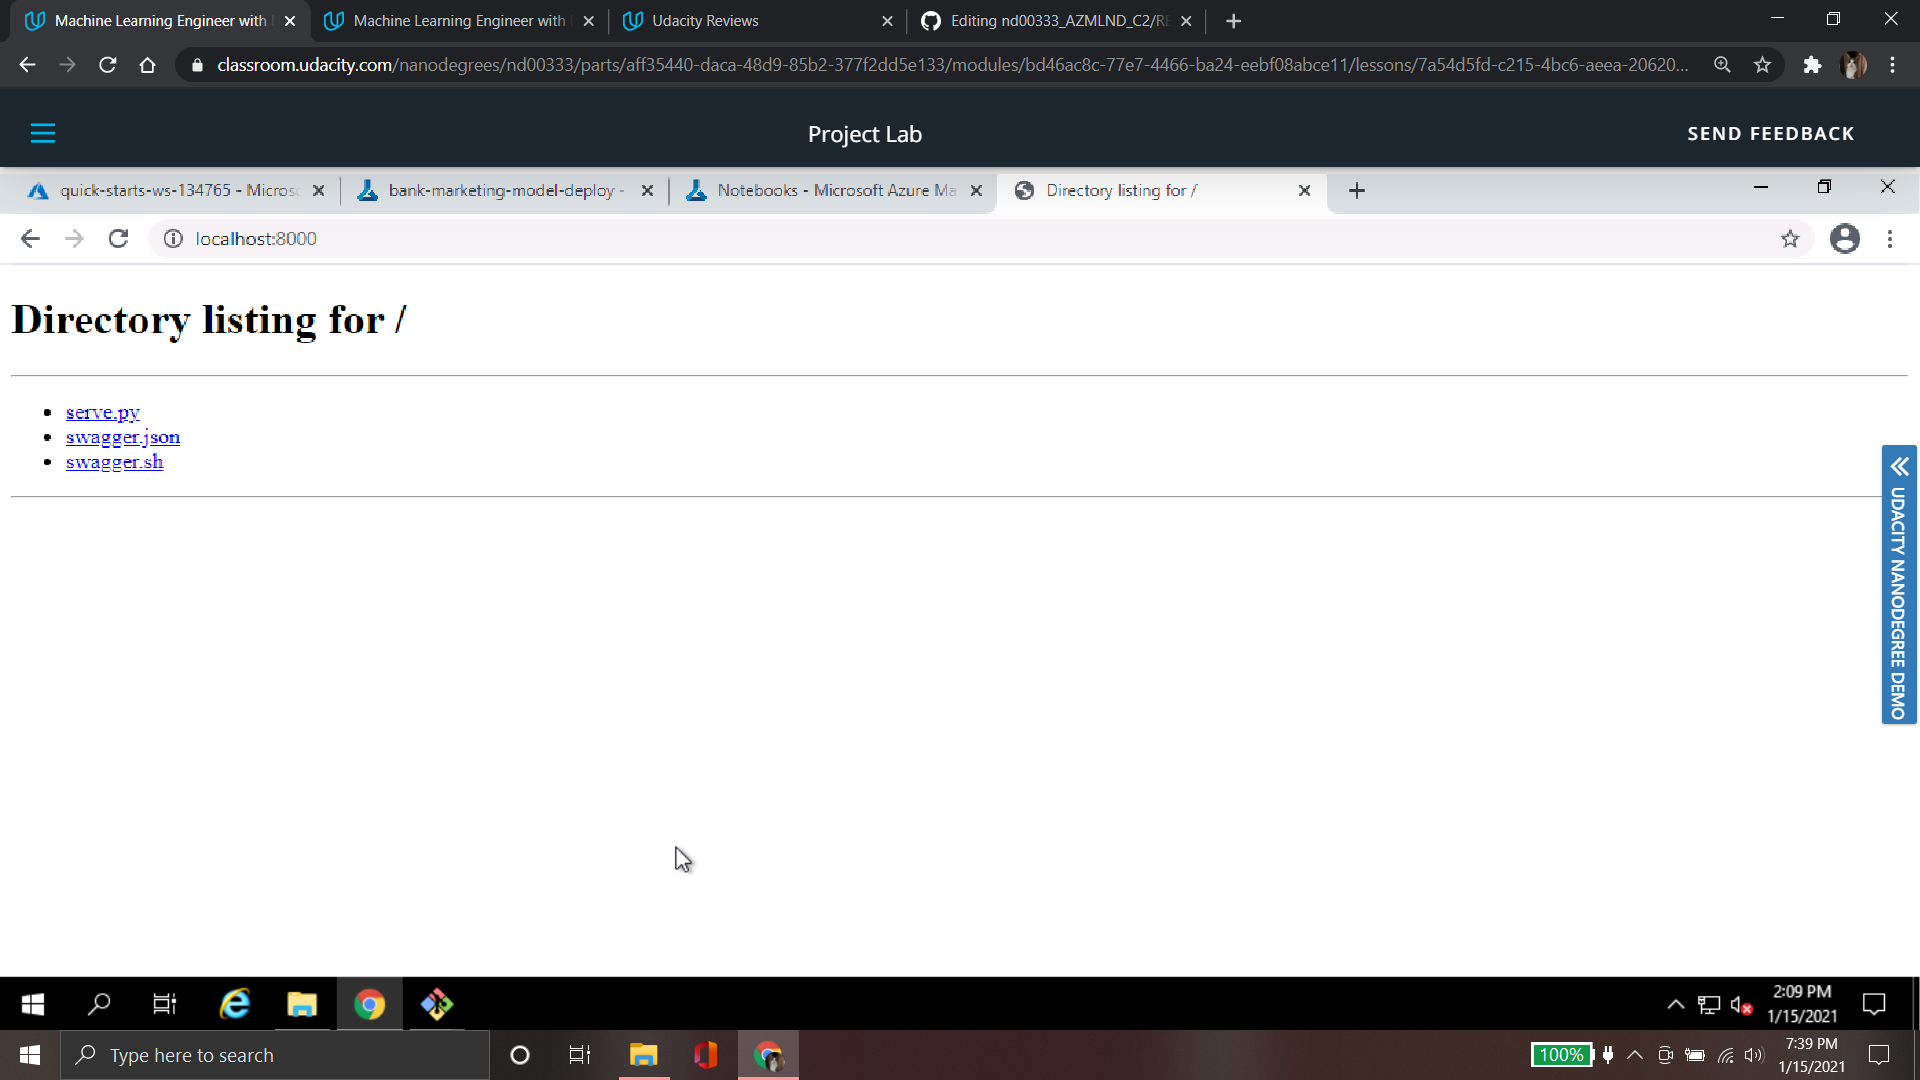 Machine Learning Engineer with
Machine Learning Engineer with
Udacity Reviews
Editing nd00333_AZMLND_C2/RE
classroom.udacity.com/nanodegrees/nd00333/parts/aff35440-daca-48d9-85b2-377f2dd5e133/modules/bd46ac8c-77e7-4466-ba24-eebf08abce11/lessons/7a54d5fd-c215-4bc6-aeea-20620...
Project Lab
SEND FEEDBACK
quick-starts-ws-134765 - Micros
bank-marketing-model-deploy -
Notebooks - Microsoft Azure Ma
Directory listing for /
localhost:8000
Directory listing for /
serve.py
swagger.json
swagger.sh
UDACITY NANODEGREE DEMO
2:09 PM
1/15/2021
Type here to search
100%
7:39 PM
1/15/2021